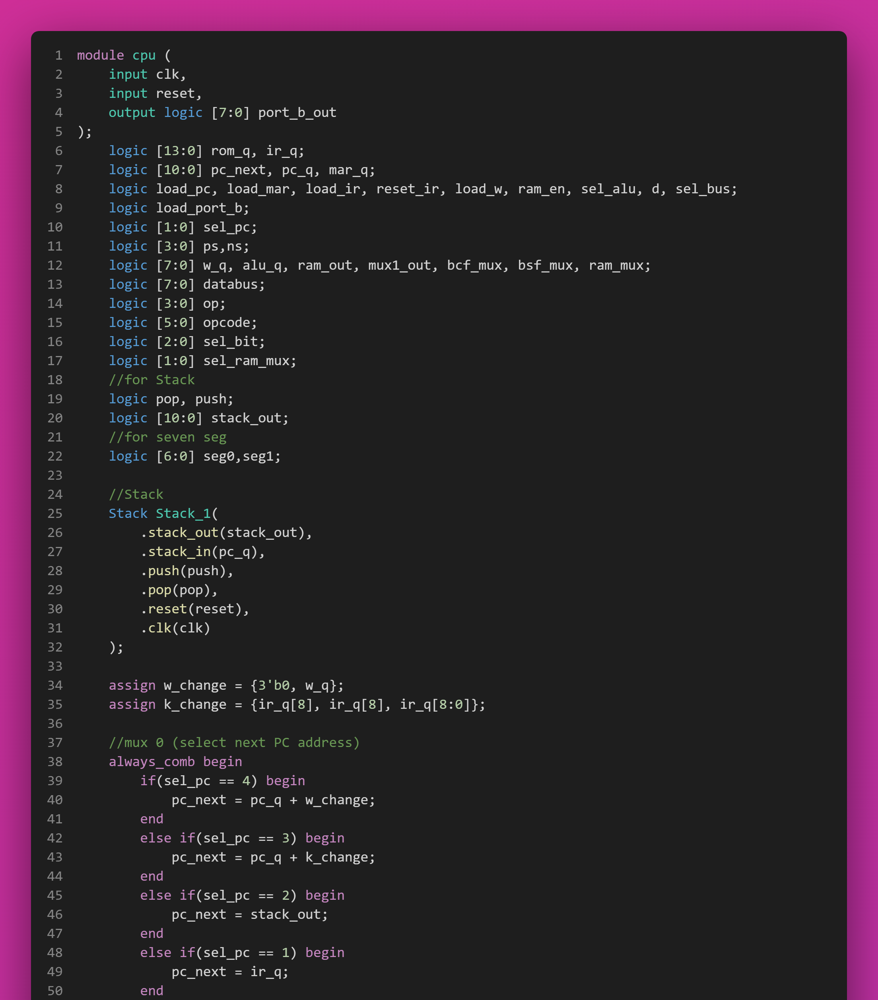 1 module cpu (
2     input clk,
3     input reset,
4     output logic [7:0] port_b_out
5 );
6     logic [13:0] rom_q, ir_q;
7     logic [10:0] pc_next, pc_q, mar_q;
8     logic load_pc, load_mar, load_ir, reset_ir, load_w, ram_en, sel_alu, d, sel_bus;
9     logic load_port_b;
10     logic [1:0] sel_pc;
11     logic [3:0] ps,ns;
12     logic [7:0] w_q, alu_q, ram_out, mux1_out, bcf_mux, bsf_mux, ram_mux;
13     logic [7:0] databus;
14     logic [3:0] op;
15     logic [5:0] opcode;
16     logic [2:0] sel_bit;
17     logic [1:0] sel_ram_mux;
18     //for Stack
19     logic pop, push;
20     logic [10:0] stack_out;
21     //for seven seg
22     logic [6:0] seg0,seg1;
23
24     //Stack
25     Stack Stack_1(
26         .stack_out(stack_out),
27         .stack_in(pc_q),
28         .push(push),
29         .pop(pop),
30         .reset(reset),
31         .clk(clk)
32     );
33
34     assign w_change = {3'b0, w_q};
35     assign k_change = {ir_q[8], ir_q[8], ir_q[8:0]};
36
37     //mux 0 (select next PC address)
38     always_comb begin
39         if(sel_pc == 4) begin
40             pc_next = pc_q + w_change;
41         end
42         else if(sel_pc == 3) begin
43             pc_next = pc_q + k_change;
44         end
45         else if(sel_pc == 2) begin
46             pc_next = stack_out;
47         end
48         else if(sel_pc == 1) begin
49             pc_next = ir_q;
50         end